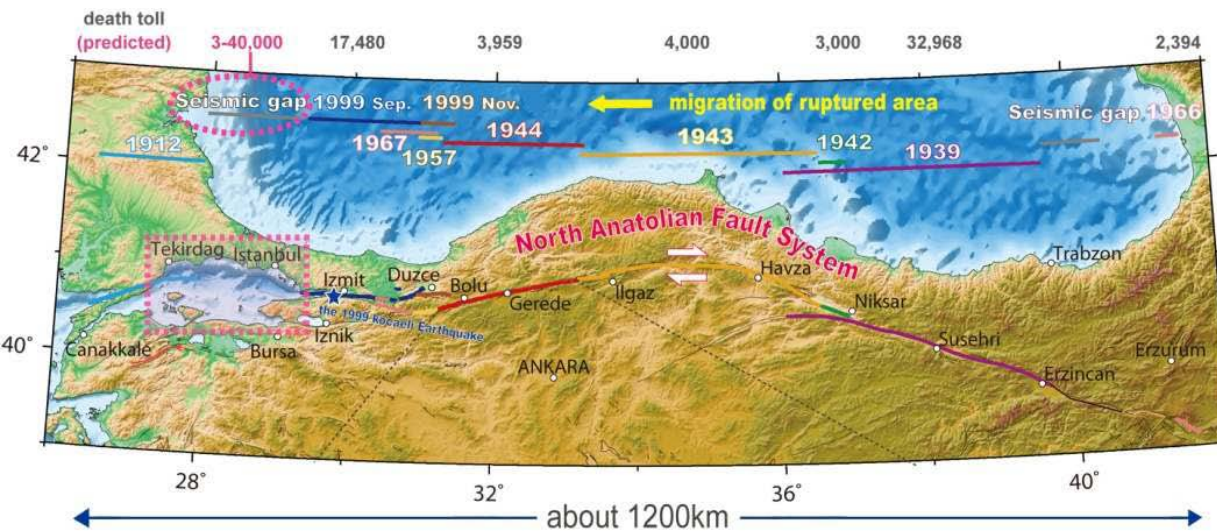 death toll
(predicted) 3-40,000 17,480 3,959 4,000 3,000 32,968 2,394
Seismic gap 1999 Sep. 1999 Nov. migration of ruptured area Seismic gap 1966
1912 1967 1944 1943 1942 1939
1957
42°
North Anatolian Fault System
Tekirdag Istanbul Trabzon
Izmit Duzce Bolu Havza
Gerede Ilgaz Niksar
the 1999 kocaeli Earthquake
Iznik
40°
Canakkale Bursa Susehri Erzurum
ANKARA Erzincan
28° 32° 36° 40°
about 1200km